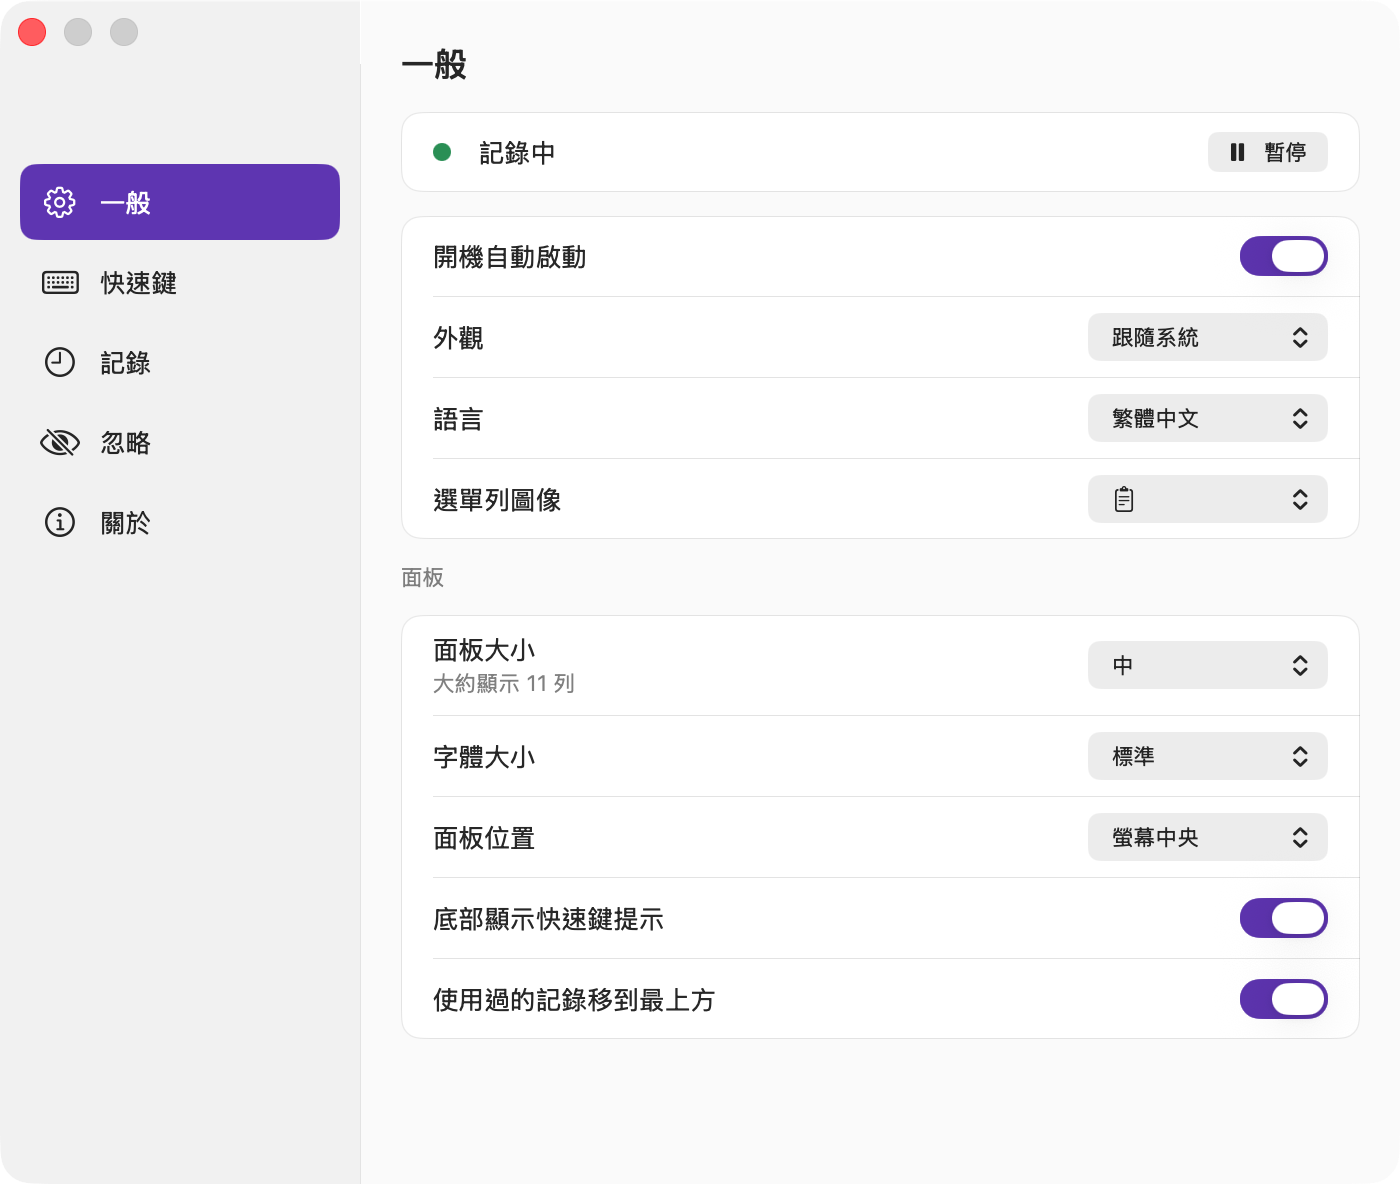 一般
快速鍵
記錄
忽略
關於
一般
記錄中
暫停
開機自動啟動
外觀
跟隨系統
語言
繁體中文
選單列圖像
面板
面板大小
大約顯示 11 列
中
字體大小
標準
面板位置
螢幕中央
底部顯示快速鍵提示
使用過的記錄移到最上方